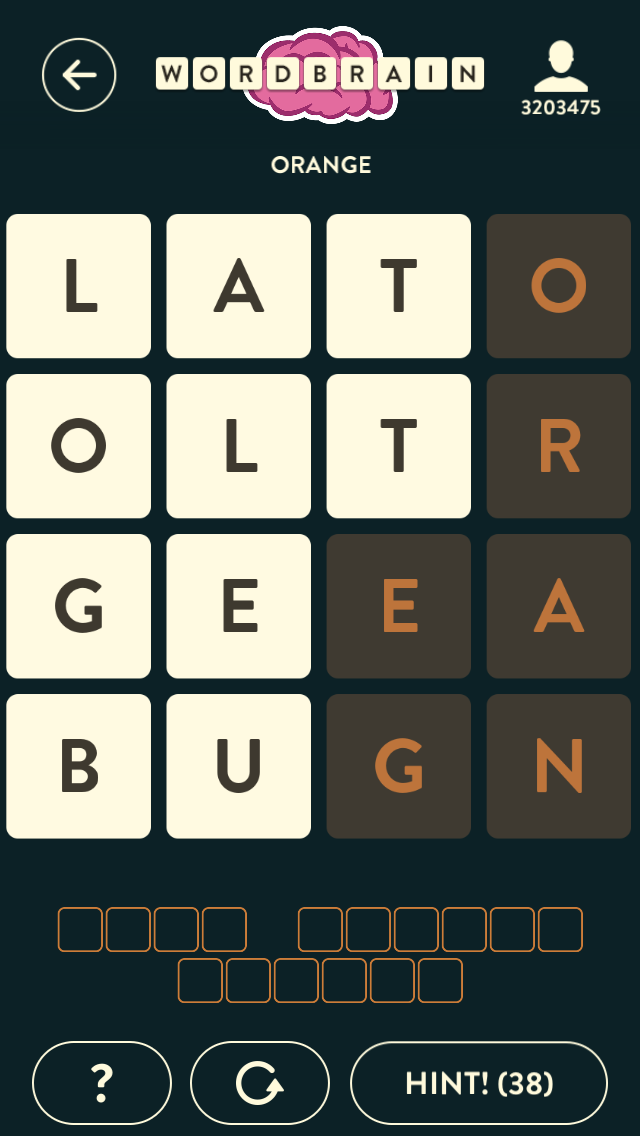 WORDBRAIN
3203475
ORANGE
L A T O
O L T R
G E E A
B U G N
? HINT! (38)